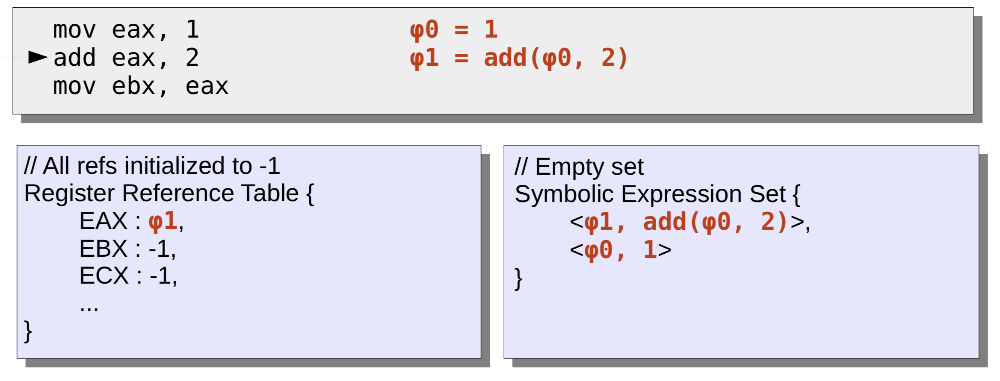 mov eax, 1 φ0 = 1
add eax, 2 φ1 = add(φ0, 2)
mov ebx, eax
// All refs initialized to -1
Register Reference Table {
EAX : φ1,
EBX : -1,
ECX : -1,
...
}
// Empty set
Symbolic Expression Set {
<φ1, add(φ0, 2)>,
<φ0, 1>
}